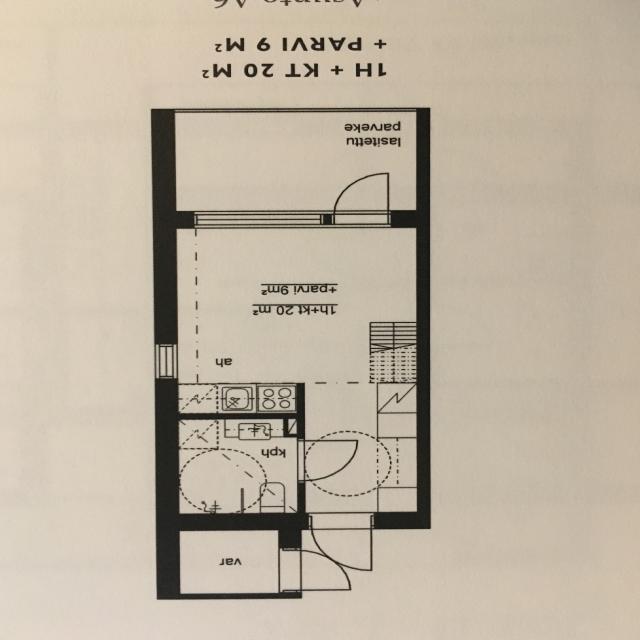 var
kph
ah
1h+kt 20 m²
+parvi 9m²
lasitettu
parveke
1H + KT 20 M²
+ PARVI 9 M²
Asunto A6